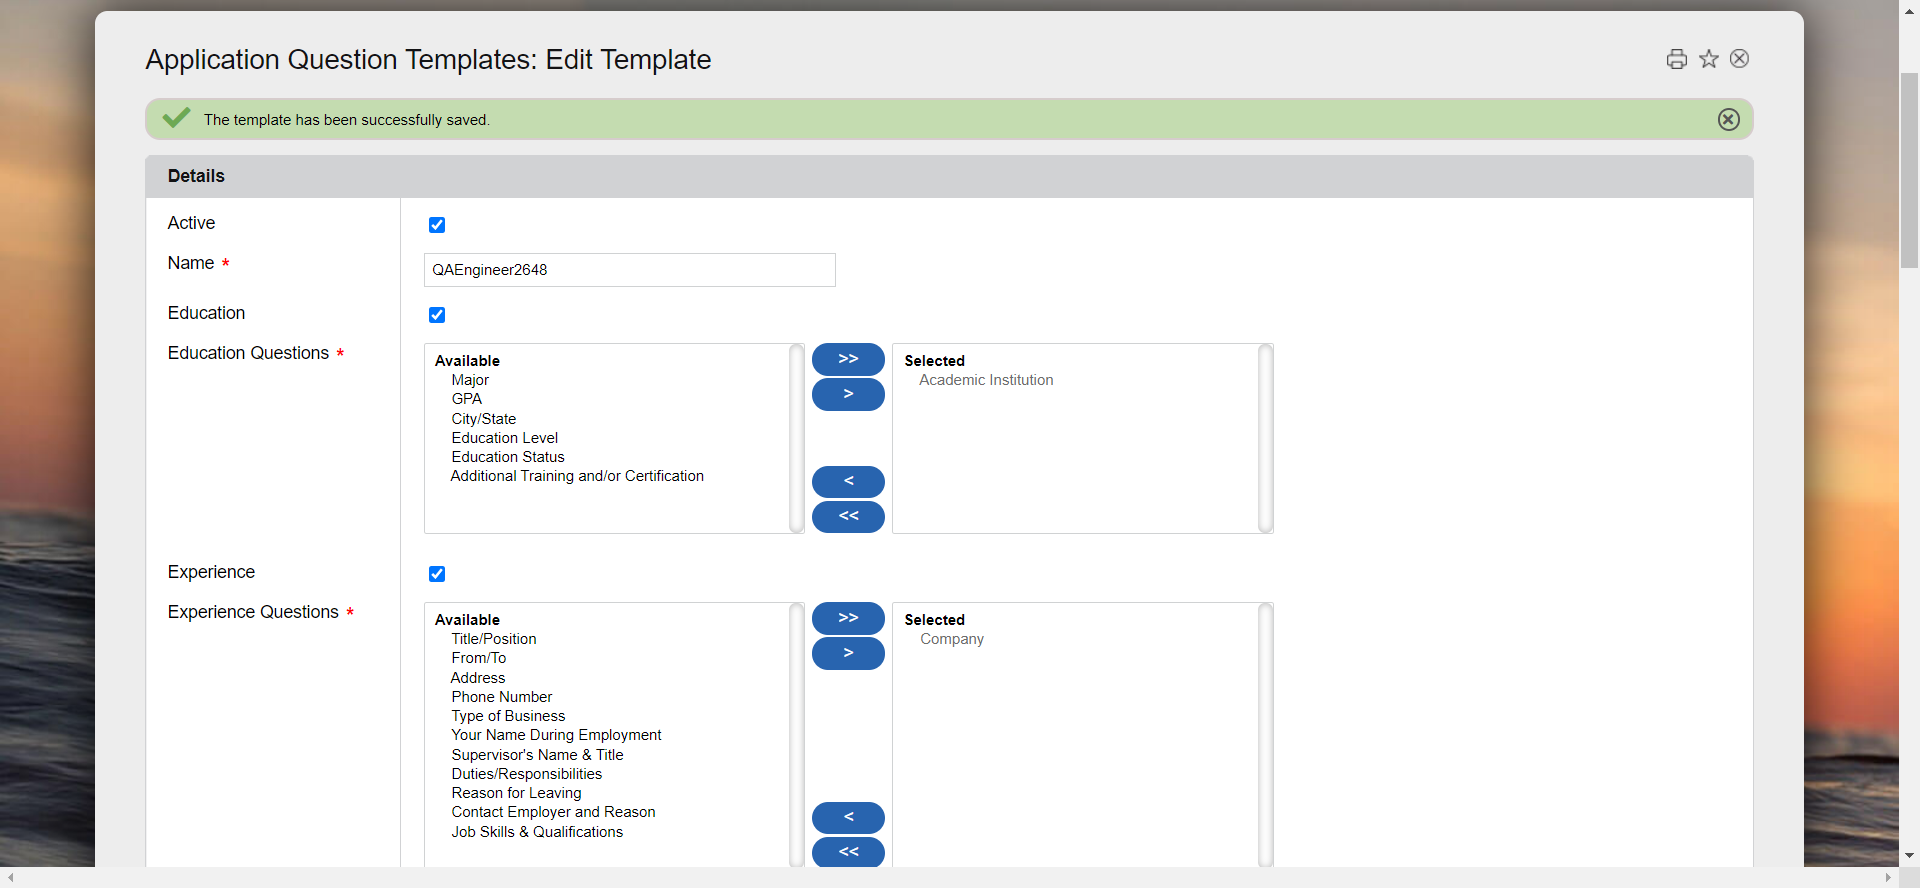 Application Question Templates: Edit Template
The template has been successfully saved.
Details
Active
Name *
QAEngineer2648
Education
Education Questions *
Available
Major
GPA
City/State
Education Level
Education Status
Additional Training and/or Certification
>>
>
<
<<
Selected
Academic Institution
Experience
Experience Questions *
Available
Title/Position
From/To
Address
Phone Number
Type of Business
Your Name During Employment
Supervisor's Name & Title
Duties/Responsibilities
Reason for Leaving
Contact Employer and Reason
Job Skills & Qualifications
>>
>
<
<<
Selected
Company